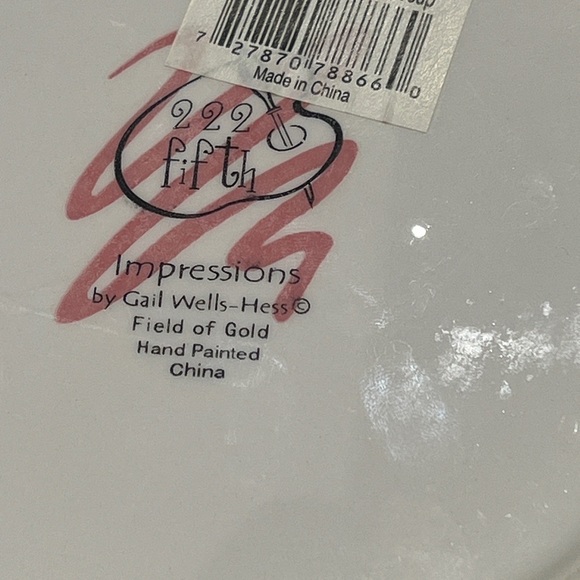 7 27870 78866 0
Made in China
222
fifth
Impressions
by Gail Wells-Hess©
Field of Gold
Hand Painted
China